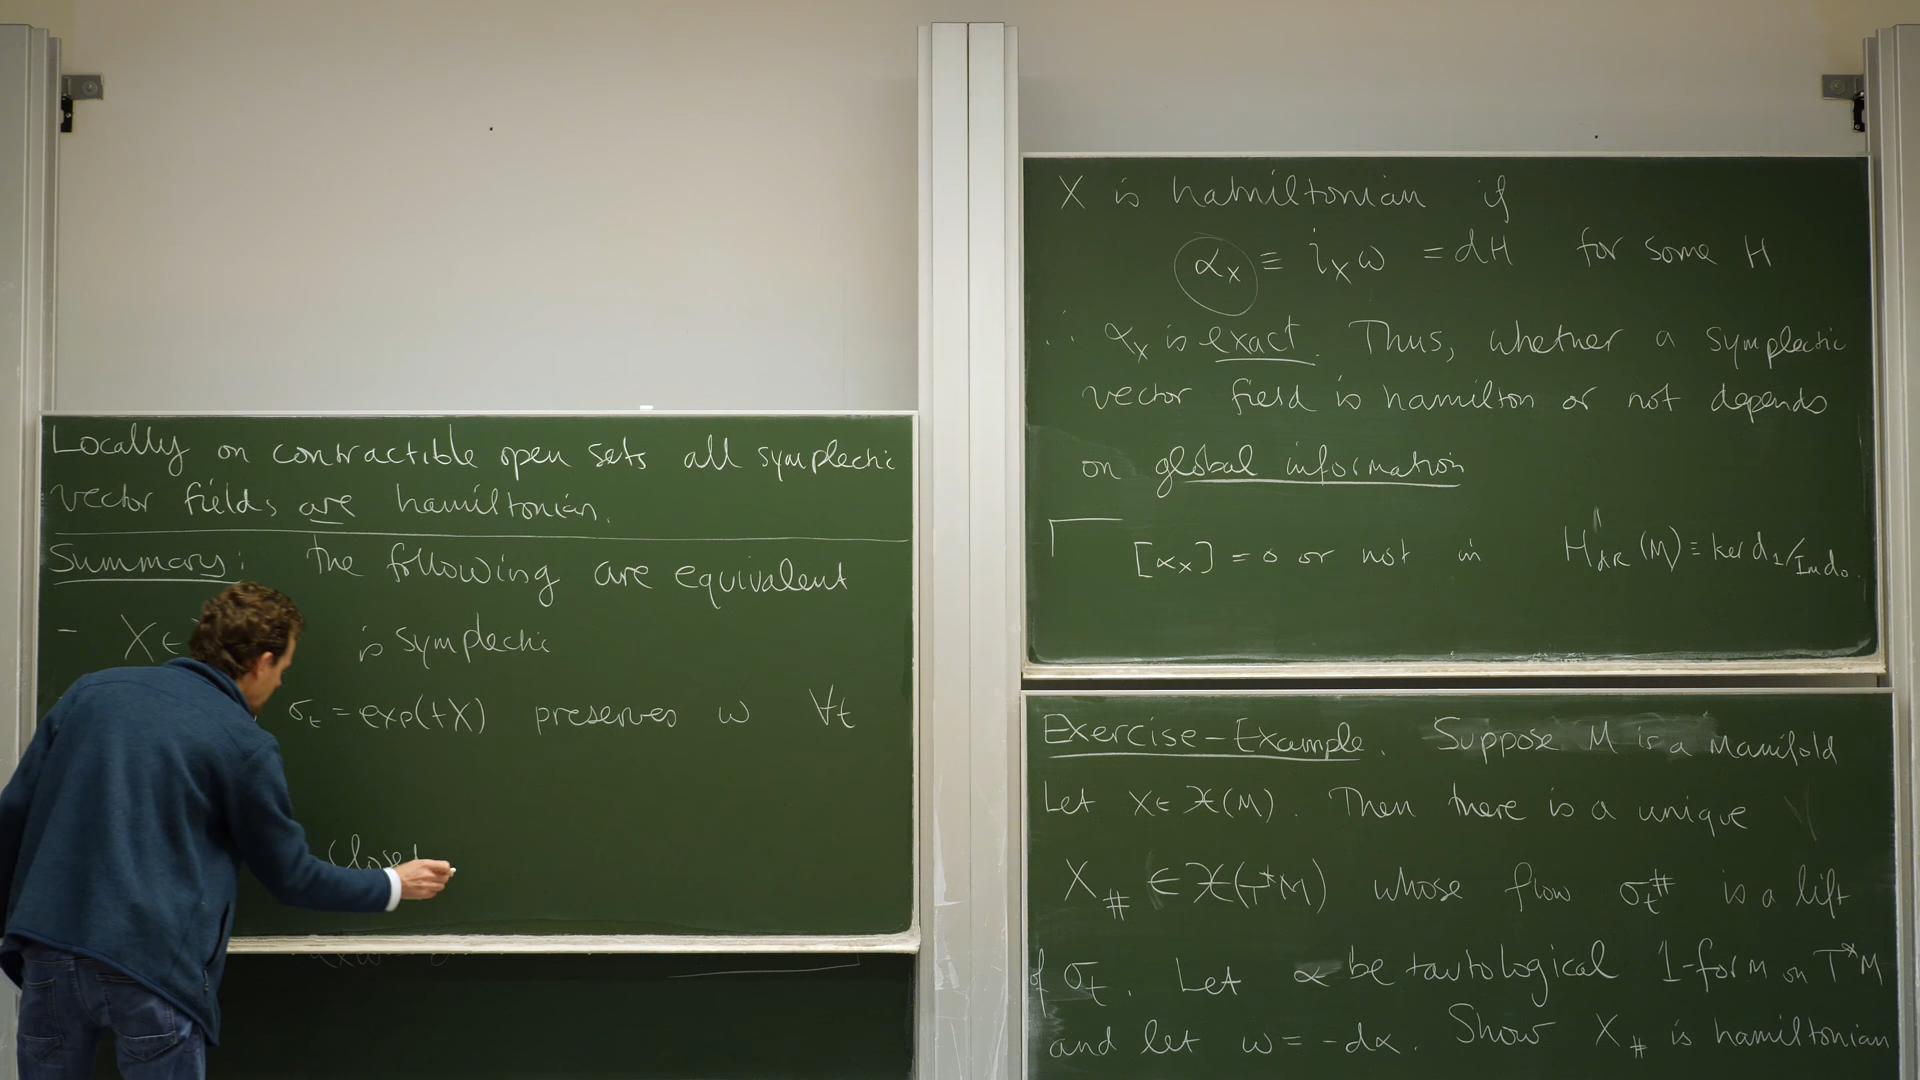 Locally on contractible open sets all symplectic
vector fields are hamiltonian.
Summary: The following are equivalent
- X ∈ is symplectic
σ_t = exp(tX) preserves ω ∀t
closed
X is hamiltonian if
α_X ≡ i_X ω = dH for some H
∴ α_X is exact. Thus, whether a symplectic
vector field is hamilton or not depends
on global information
[α_X] = 0 or not in H¹_dR(M) ≡ ker d_1/Im d_0.
Exercise-Example. Suppose M is a manifold
Let X ∈ 𝔛(M). Then there is a unique
X_# ∈ 𝔛(T*M) whose flow σ_t^# is a lift
of σ_t. Let α be tautological 1-form on T*M
and let ω = -dα. Show X_# is hamiltonian